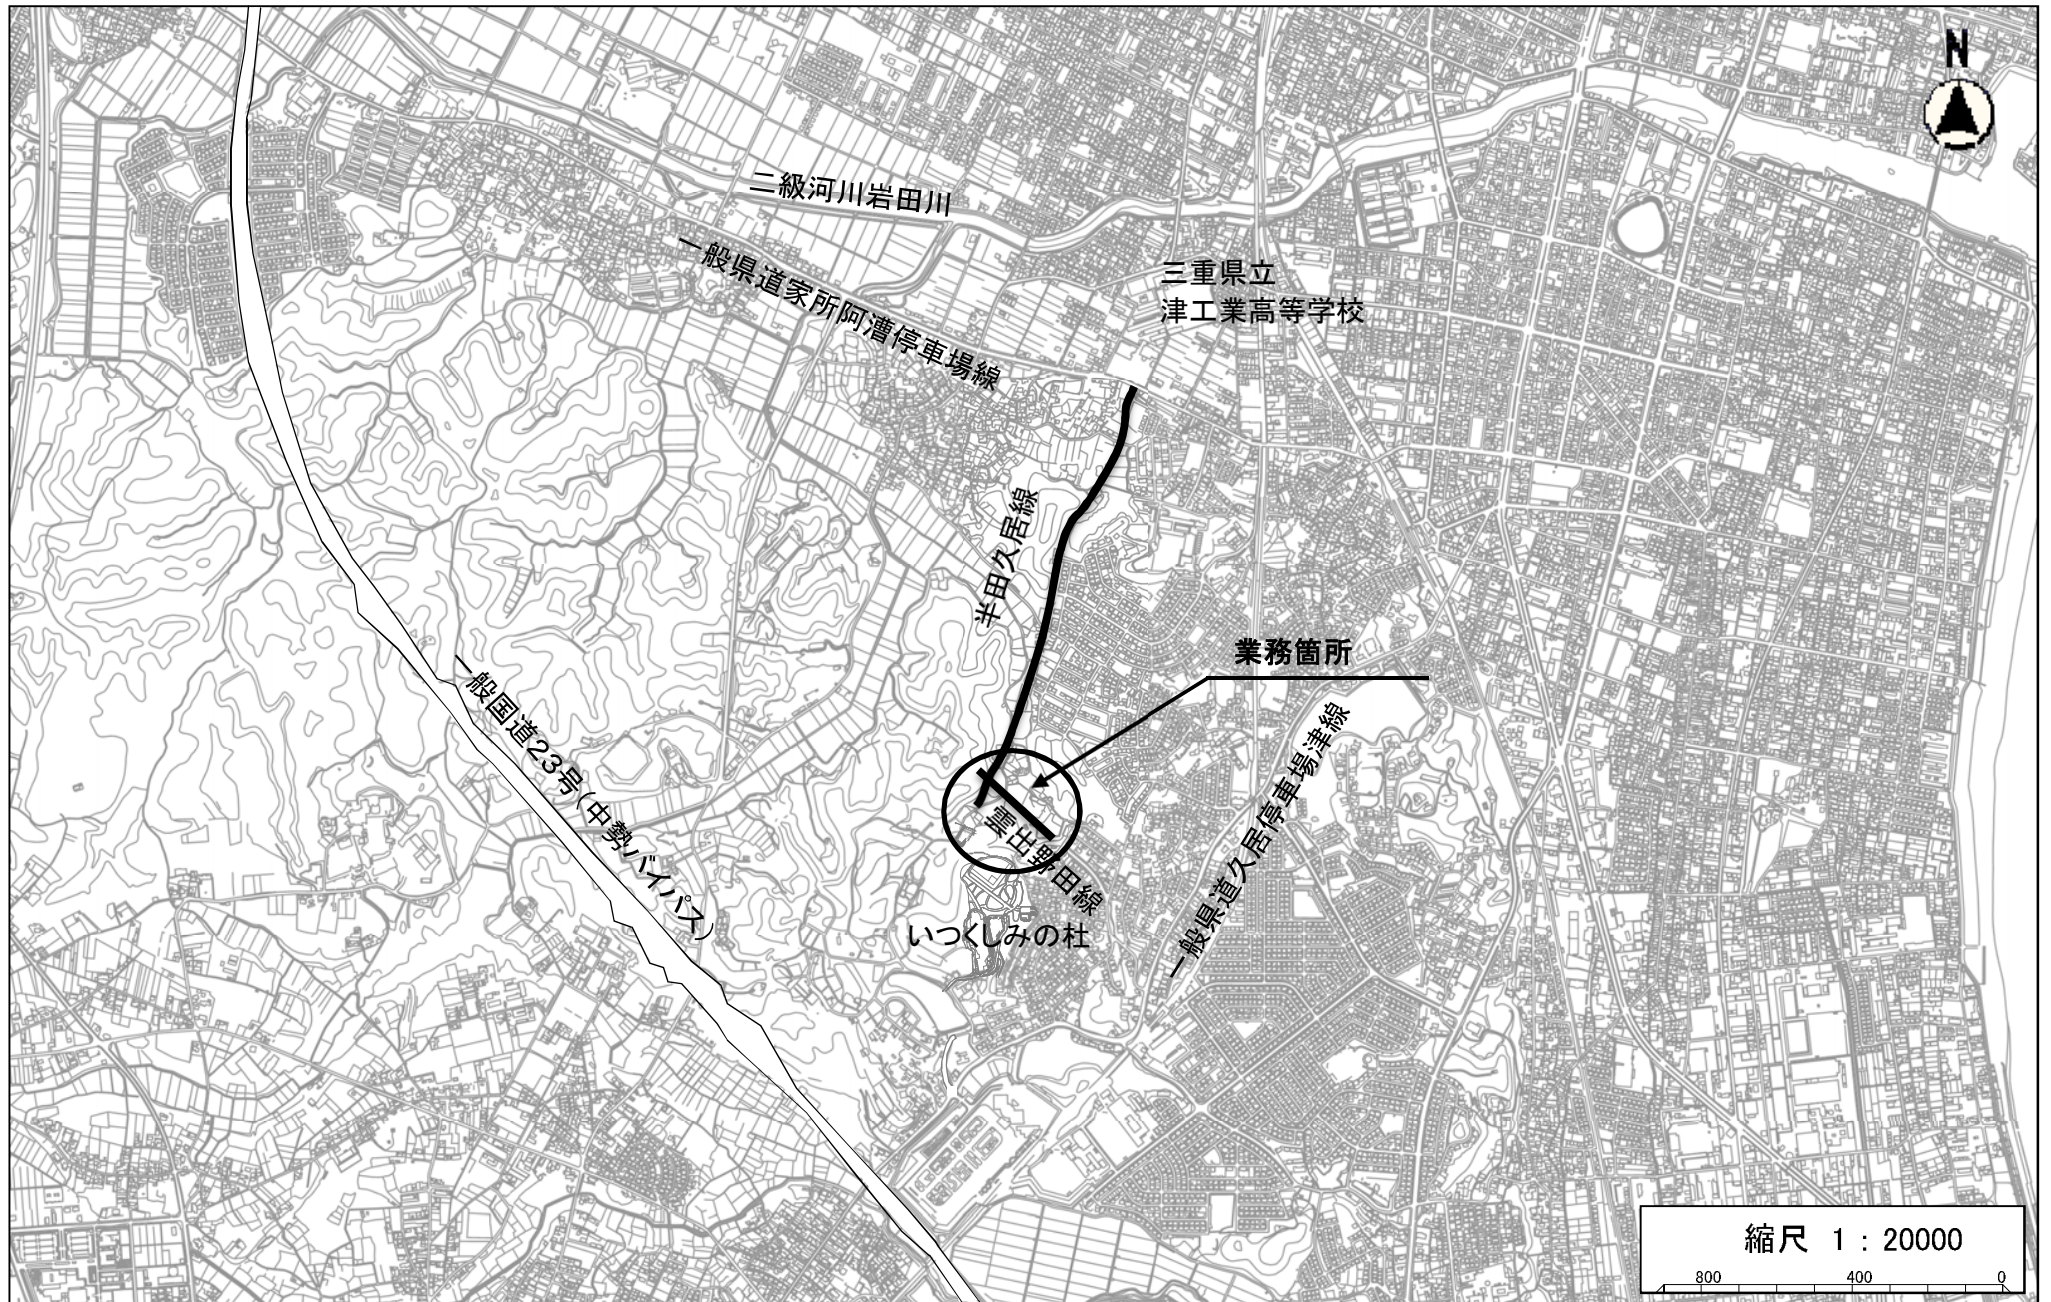 N
二級河川岩田川
一般県道家所阿漕停車場線
三重県立
津工業高等学校
半田久居線
業務箇所
一般国道23号(中勢バイパス)
一般県道久居停車場津線
出野田線
いつくしみの杜
縮尺 1:20000
800 400 0